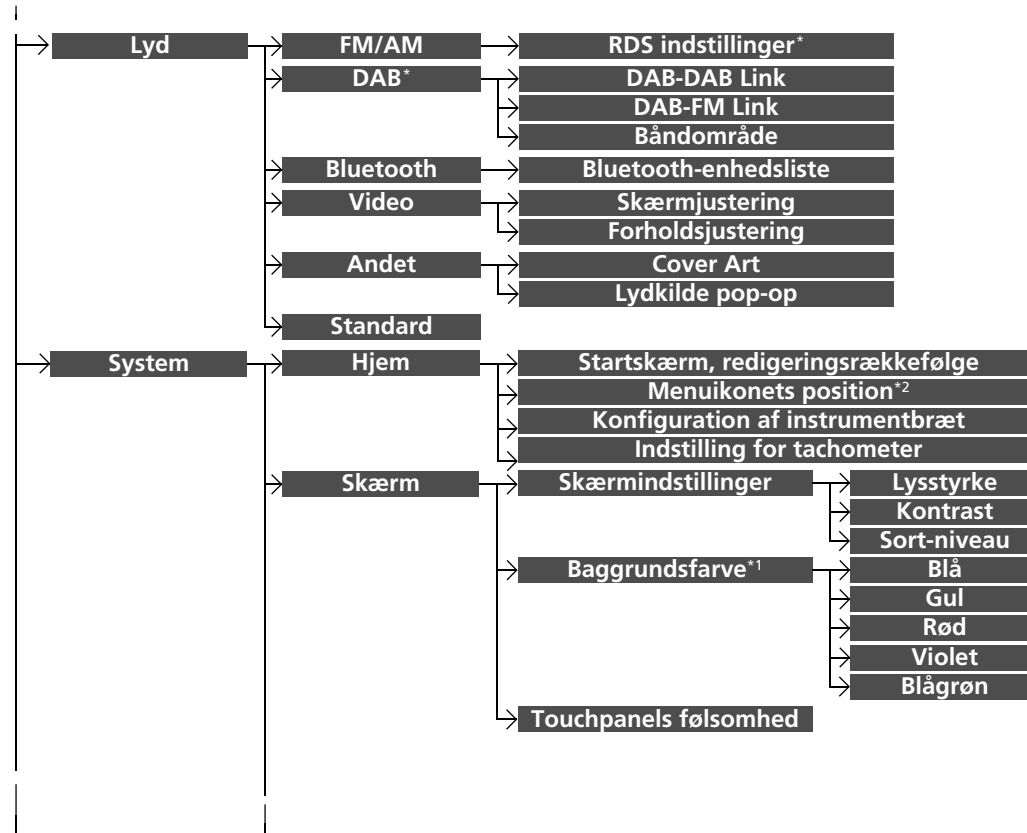 Lyd
FM/AM
RDS indstillinger*
DAB*
DAB-DAB Link
DAB-FM Link
Båndområde
Bluetooth
Bluetooth-enhedsliste
Video
Skærmjustering
Forholdsjustering
Andet
Cover Art
Lydkilde pop-op
Standard
System
Hjem
Startskærm, redigeringsrækkefølge
Menuikonets position*2
Konfiguration af instrumentbræt
Indstilling for tachometer
Skærm
Skærmindstillinger
Lysstyrke
Kontrast
Sort-niveau
Baggrundsfarve*1
Blå
Gul
Rød
Violet
Blågrøn
Touchpanels følsomhed